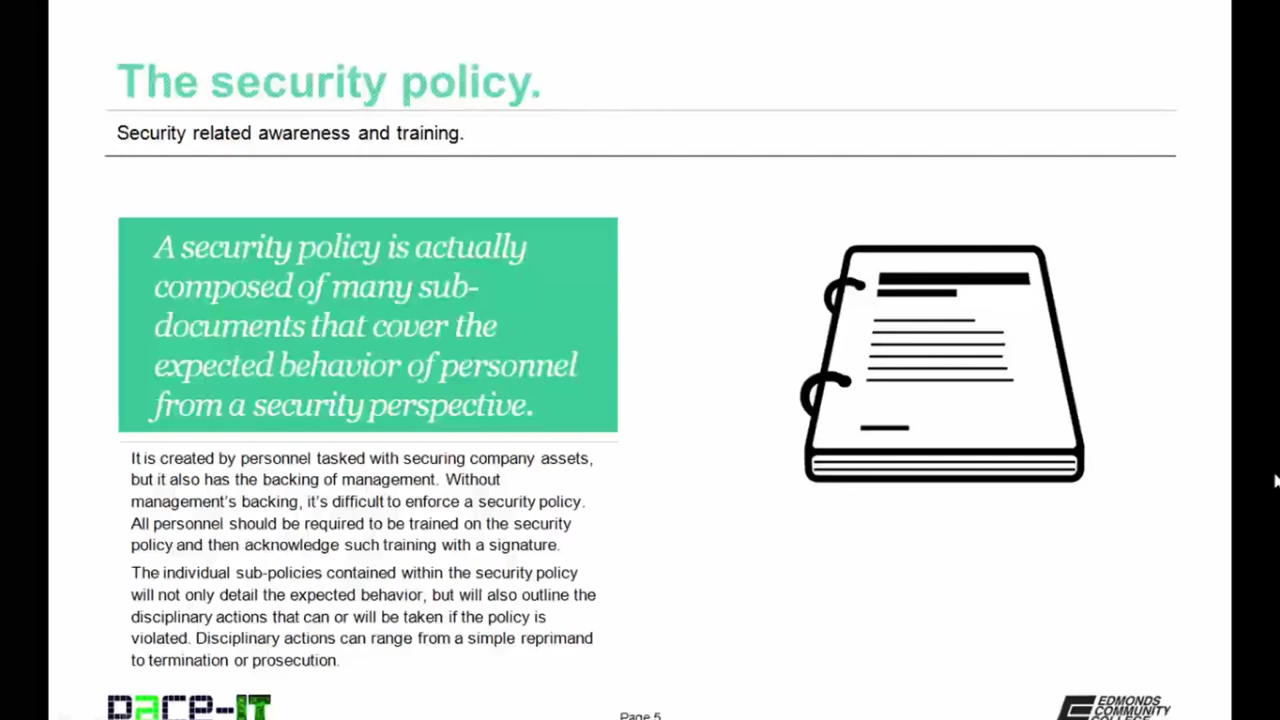 The security policy.
Security related awareness and training.
A security policy is actually
composed of many sub-
documents that cover the
expected behavior of personnel
from a security perspective.
It is created by personnel tasked with securing company assets,
but it also has the backing of management. Without
management's backing, it's difficult to enforce a security policy.
All personnel should be required to be trained on the security
policy and then acknowledge such training with a signature.
The individual sub-policies contained within the security policy
will not only detail the expected behavior, but will also outline the
disciplinary actions that can or will be taken if the policy is
violated. Disciplinary actions can range from a simple reprimand
to termination or prosecution.
PACE-IT
Page 5
EDMONDS
COMMUNITY
COLLEGE